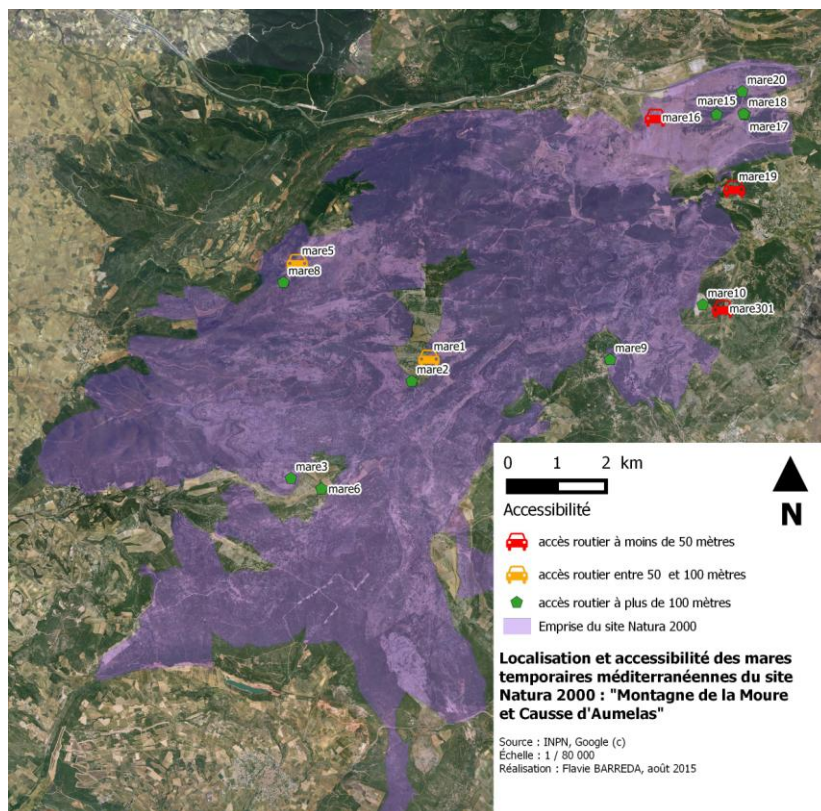 mare20
mare15
mare18
mare16
mare17
mare19
mare5
mare8
mare10
mare301
mare1
mare9
mare2
mare3
mare6
0 1 2 km
Accessibilité
N
accès routier à moins de 50 mètres
accès routier entre 50 et 100 mètres
accès routier à plus de 100 mètres
Emprise du site Natura 2000
Localisation et accessibilité des mares
temporaires méditerranéennes du site
Natura 2000 : "Montagne de la Moure
et Causse d'Aumelas"
Source : INPN, Google (c)
Échelle : 1 / 80 000
Réalisation : Flavie BARREDA, août 2015